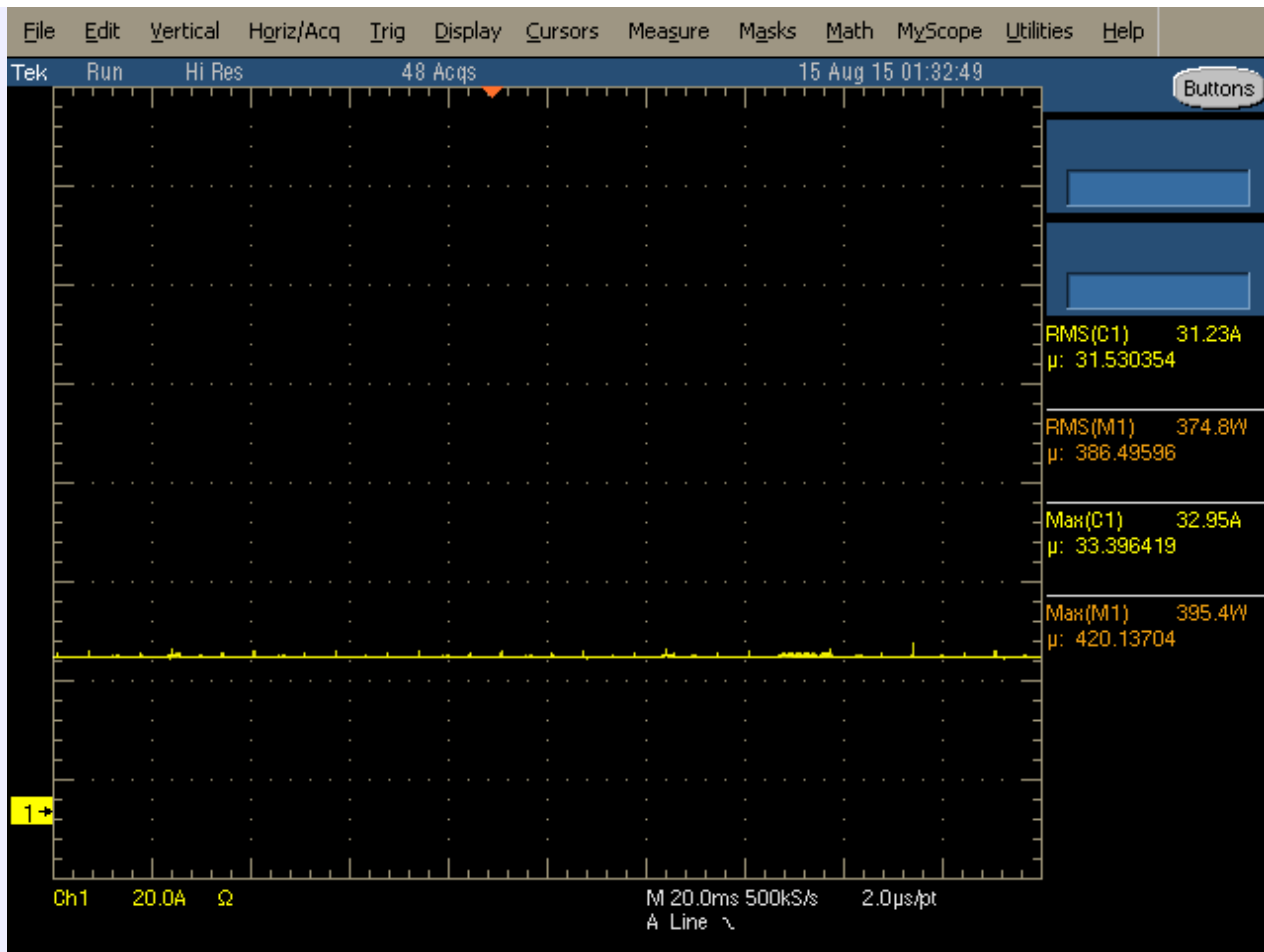 File Edit Vertical Horiz/Acq Trig Display Cursors Measure Masks Math MyScope Utilities Help
Tek Run Hi Res 48 Acqs 15 Aug 15 01:32:49
Buttons
RMS(C1) 31.23A
µ: 31.530354
RMS(M1) 374.8W
µ: 386.49596
Max(C1) 32.95A
µ: 33.396419
Max(M1) 395.4W
µ: 420.13704
1
Ch1 20.0A Ω M 20.0ms 500kS/s 2.0µs/pt
A Line \